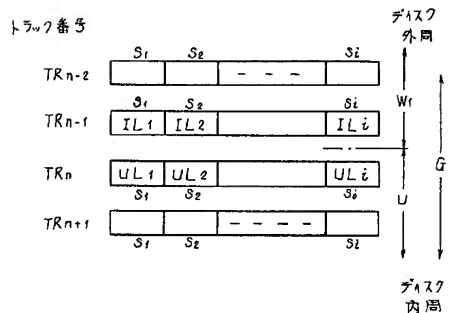 トラック番号
ディスク
外周
S1 S2 Si
TRn-2 - - -
S1 S2 Si
TRn-1 IL1 IL2 ILi
W1
G
TRn UL1 UL2 ULi
S1 S2 Si
U
TRn+1 - - - -
S1 S2 Si
ディスク
内周